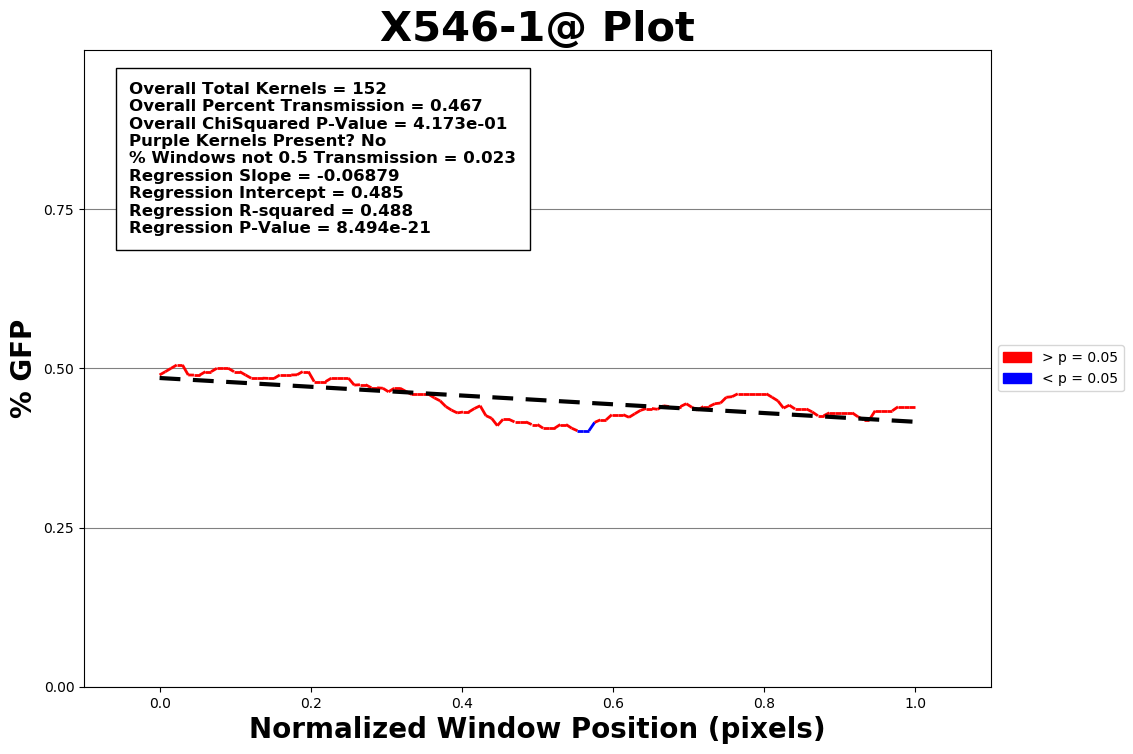 X546-1@ Plot
Overall Total Kernels = 152
Overall Percent Transmission = 0.467
Overall ChiSquared P-Value = 4.173e-01
Purple Kernels Present? No
% Windows not 0.5 Transmission = 0.023
Regression Slope = -0.06879
Regression Intercept = 0.485
Regression R-squared = 0.488
Regression P-Value = 8.494e-21
% GFP
0.75
0.50
0.25
0.00
> p = 0.05
< p = 0.05
0.0 0.2 0.4 0.6 0.8 1.0
Normalized Window Position (pixels)